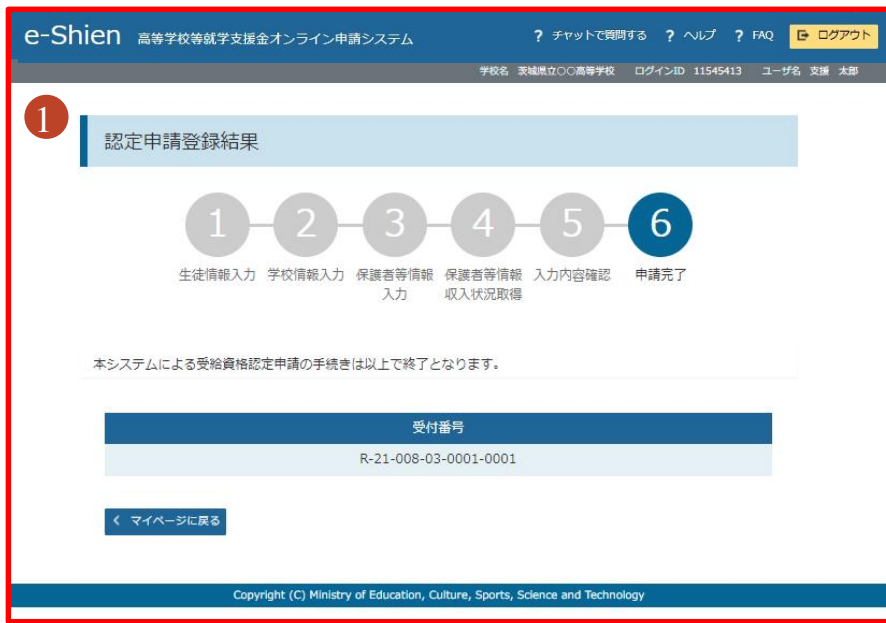 e-Shien 高等学校等就学支援金オンライン申請システム ? チャットで質問する ? ヘルプ ? FAQ ログアウト
学校名 茨城県立○○高等学校 ログインID 11545413 ユーザ名 支援 太郎
1
認定申請登録結果
1 2 3 4 5 6
生徒情報入力 学校情報入力 保護者等情報 保護者等情報 入力内容確認 申請完了
入力 収入状況取得
本システムによる受給資格認定申請の手続きは以上で終了となります。
受付番号
R-21-008-03-0001-0001
マイページに戻る
Copyright (C) Ministry of Education, Culture, Sports, Science and Technology